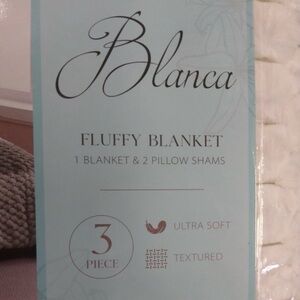 Blanca
FLUFFY BLANKET
1 BLANKET & 2 PILLOW SHAMS
3
PIECE
ULTRA SOFT
TEXTURED